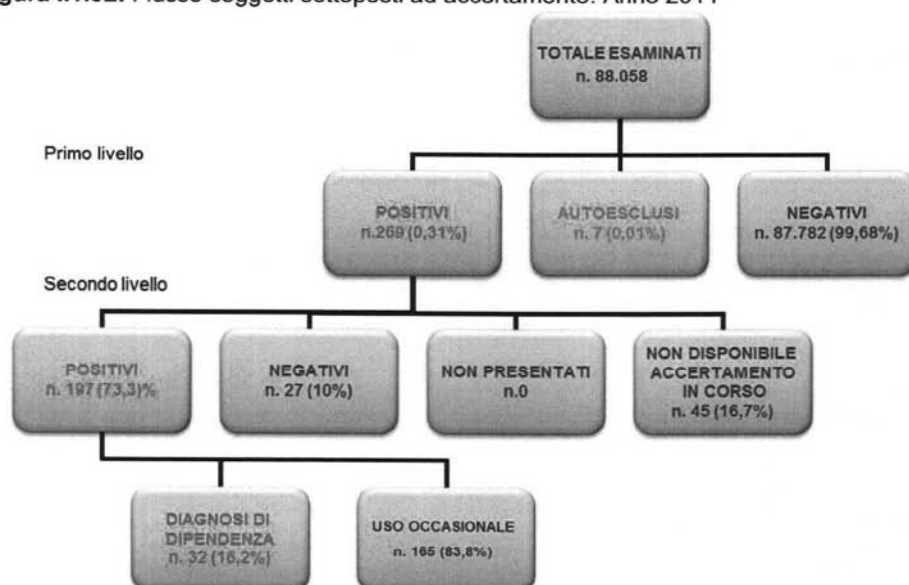 Flusso soggetti sottoposti ad accertamento. Anno 2011
TOTALE ESAMINATI
n. 88.058
Primo livello
POSITIVI
n.269 (0,31%)
AUTOESCLUSI
n. 7 (0,01%)
NEGATIVI
n. 87.782 (99,68%)
Secondo livello
POSITIVI
n. 197 (73,3)%
NEGATIVI
n. 27 (10%)
NON PRESENTATI
n.0
NON DISPONIBILE
ACCERTAMENTO
IN CORSO
n. 45 (16,7%)
DIAGNOSI DI
DIPENDENZA
n. 32 (16,2%)
USO OCCASIONALE
n. 165 (83,8%)